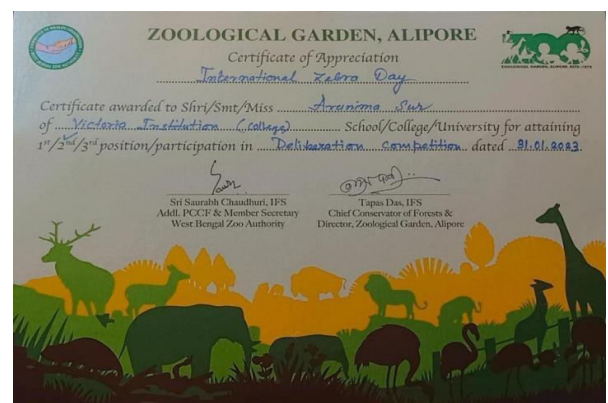 ZOOLOGICAL GARDEN, ALIPORE
Certificate of Appreciation
International Zebra Day
Certificate awarded to Shri/Smt/Miss Arunima Sur
of Victoria Institution (college) School/College/University for attaining
1st/2nd/3rd position/participation in Deliberation competition dated 31.01.2023
Sri Saurabh Chaudhuri, IFS
Addl. PCCF & Member Secretary
West Bengal Zoo Authority
Tapas Das, IFS
Chief Conservator of Forests &
Director, Zoological Garden, Alipore